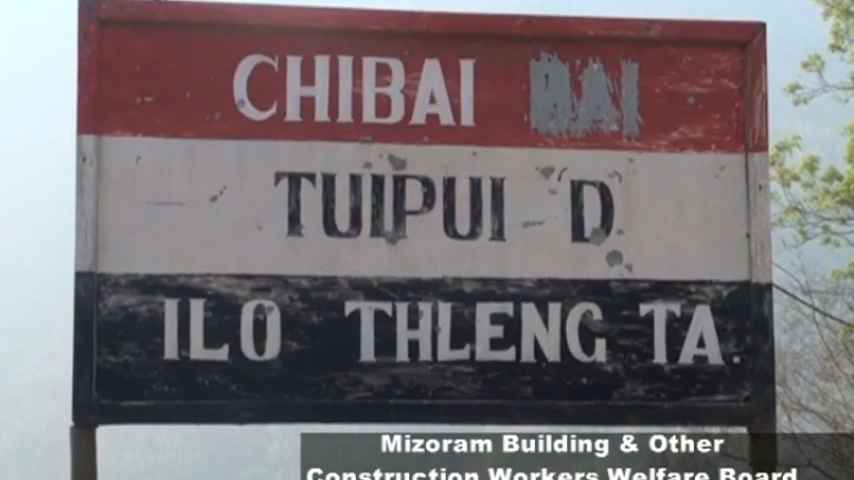 CHIBAI
TUIPUI D
ILO THLENG TA.
Mizoram Building & Other
Construction Workers Welfare Board